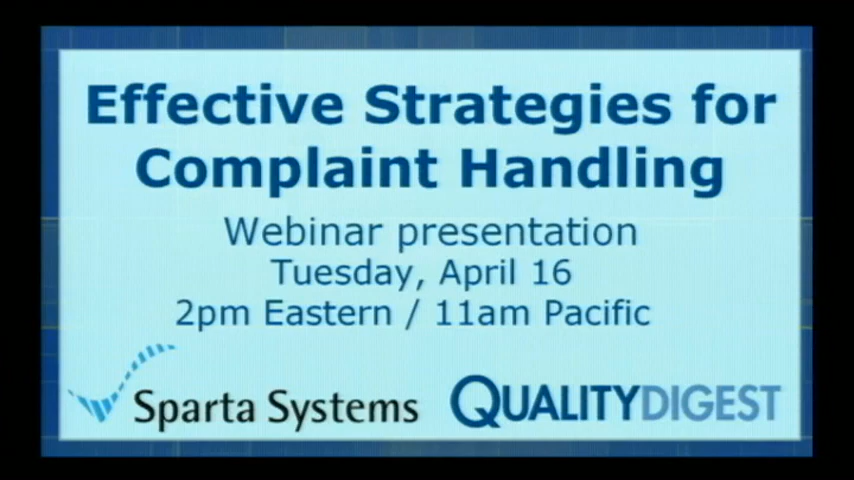 Effective Strategies for
Complaint Handling
Webinar presentation
Tuesday, April 16
2pm Eastern / 11am Pacific
Sparta Systems
QUALITYDIGEST